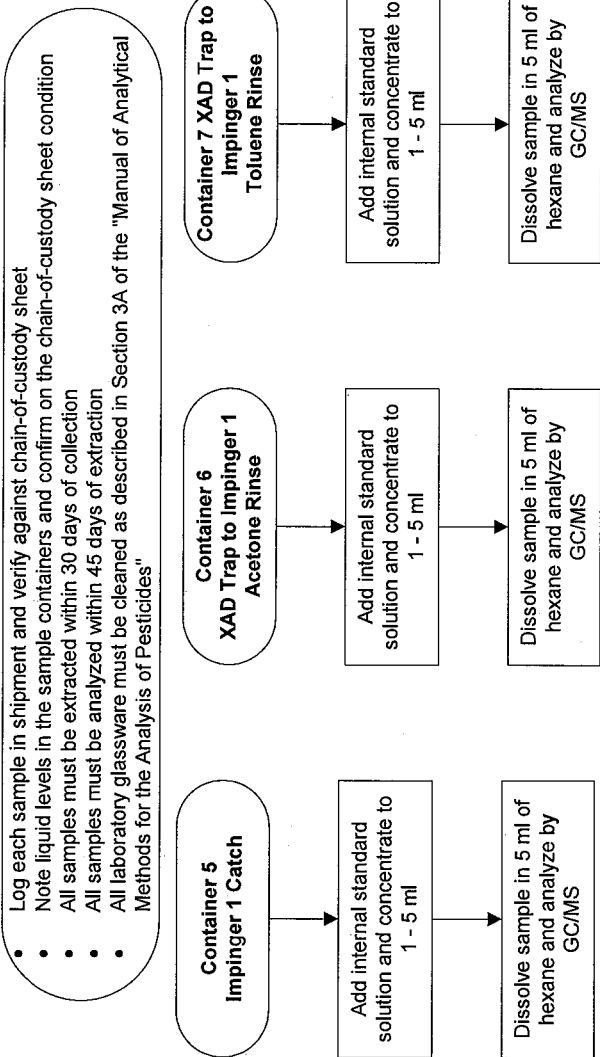 • Log each sample in shipment and verify against chain-of-custody sheet
• Note liquid levels in the sample containers and confirm on the chain-of-custody sheet condition
• All samples must be extracted within 30 days of collection
• All samples must be analyzed within 45 days of extraction
• All laboratory glassware must be cleaned as described in Section 3A of the "Manual of Analytical
Methods for the Analysis of Pesticides"
Container 5
Impinger 1 Catch
Add internal standard
solution and concentrate to
1 - 5 ml
Dissolve sample in 5 ml of
hexane and analyze by
GC/MS
Container 6
XAD Trap to Impinger 1
Acetone Rinse
Add internal standard
solution and concentrate to
1 - 5 ml
Dissolve sample in 5 ml of
hexane and analyze by
GC/MS
Container 7 XAD Trap to
Impinger 1
Toluene Rinse
Add internal standard
solution and concentrate to
1 - 5 ml
Dissolve sample in 5 ml of
hexane and analyze by
GC/MS